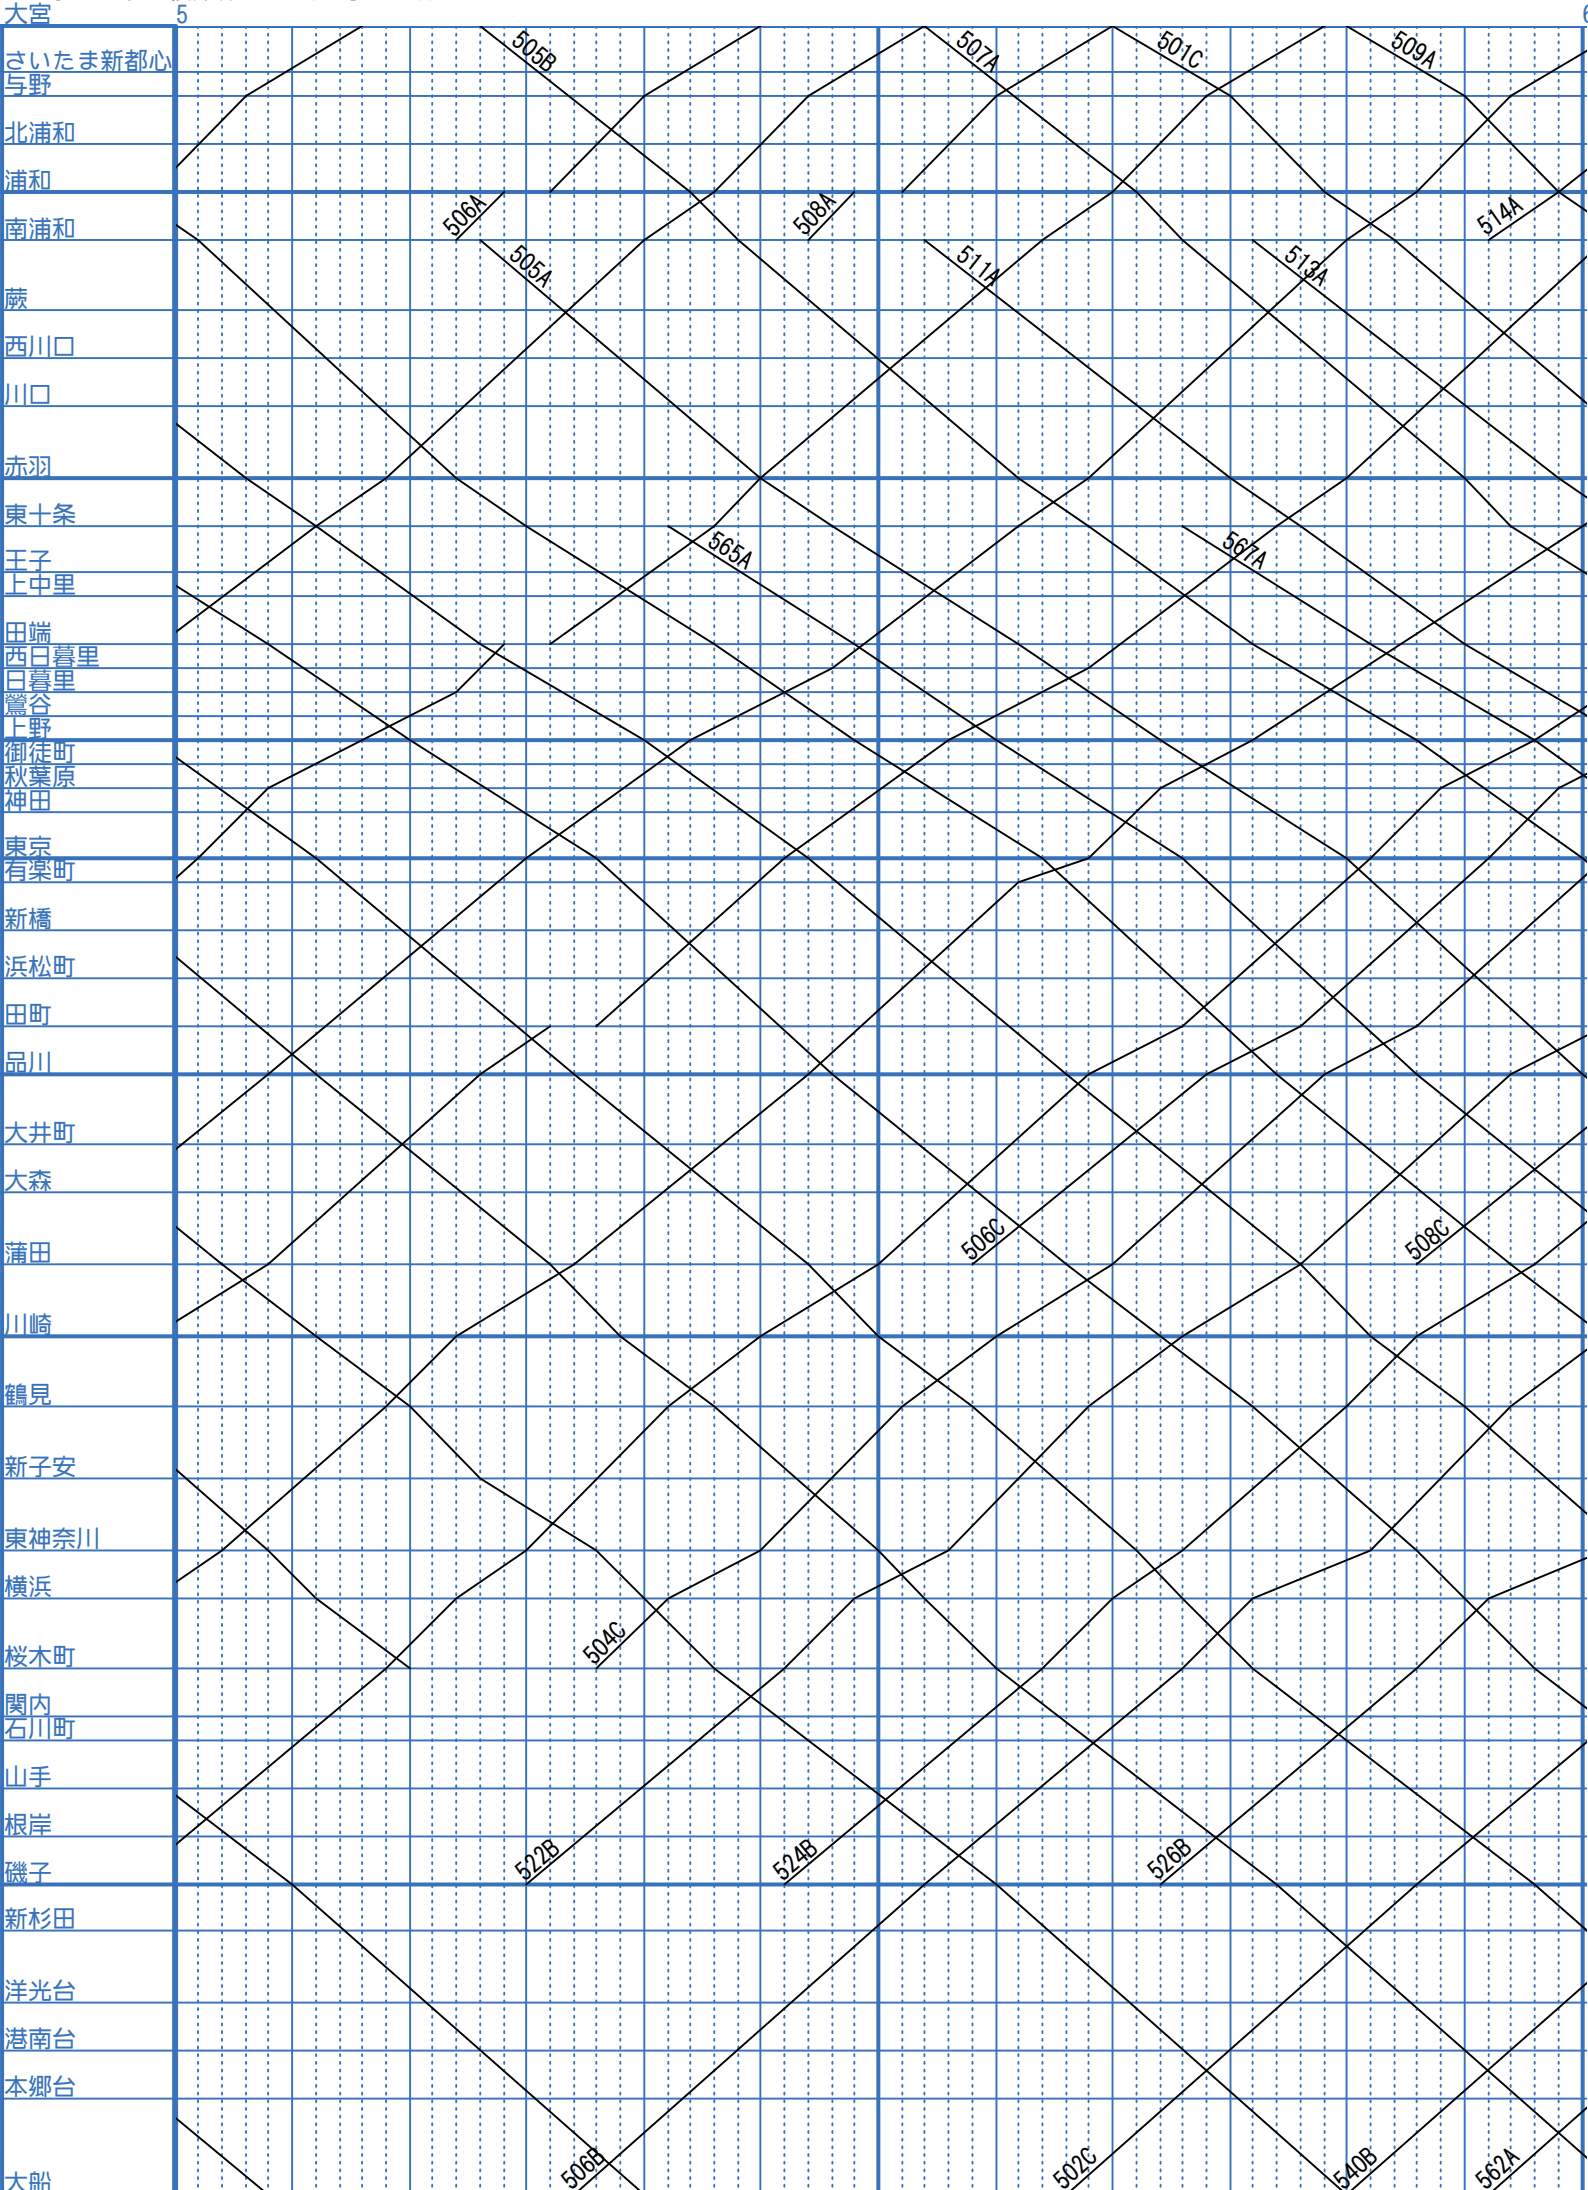 大宮
5
6
さいたま新都心
与野
北浦和
浦和
南浦和
蕨
西川口
川口
赤羽
東十条
王子
上中里
田端
西日暮里
日暮里
鶯谷
上野
御徒町
秋葉原
神田
東京
有楽町
新橋
浜松町
田町
品川
大井町
大森
蒲田
川崎
鶴見
新子安
東神奈川
横浜
桜木町
関内
石川町
山手
根岸
磯子
新杉田
洋光台
港南台
本郷台
大船
505B
507A
501C
509A
506A
508A
514A
505A
511A
513A
565A
567A
506C
508C
504C
522B
524B
526B
506B
502C
540B
562A